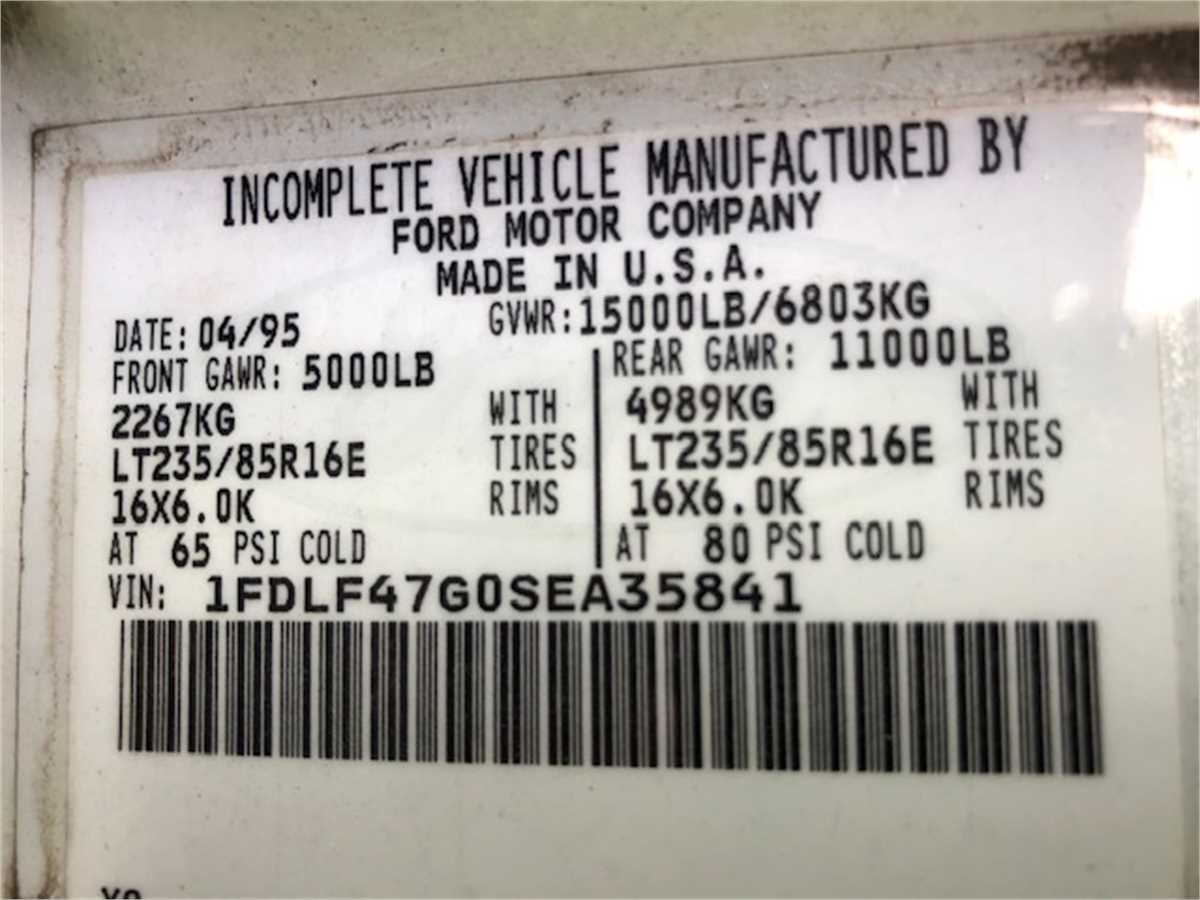 INCOMPLETE VEHICLE MANUFACTURED BY
FORD MOTOR COMPANY
MADE IN U.S.A.
DATE: 04/95 GVWR: 15000LB/6803KG
FRONT GAWR: 5000LB REAR GAWR: 11000LB
2267KG WITH 4989KG WITH
LT235/85R16E TIRES LT235/85R16E TIRES
16X6.0K RIMS 16X6.0K RIMS
AT 65 PSI COLD AT 80 PSI COLD
VIN: 1FDLF47G0SEA35841